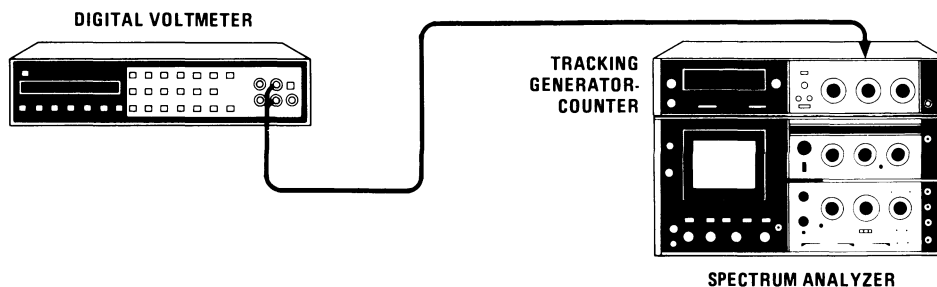 DIGITAL VOLTMETER
TRACKING
GENERATOR-
COUNTER
SPECTRUM ANALYZER